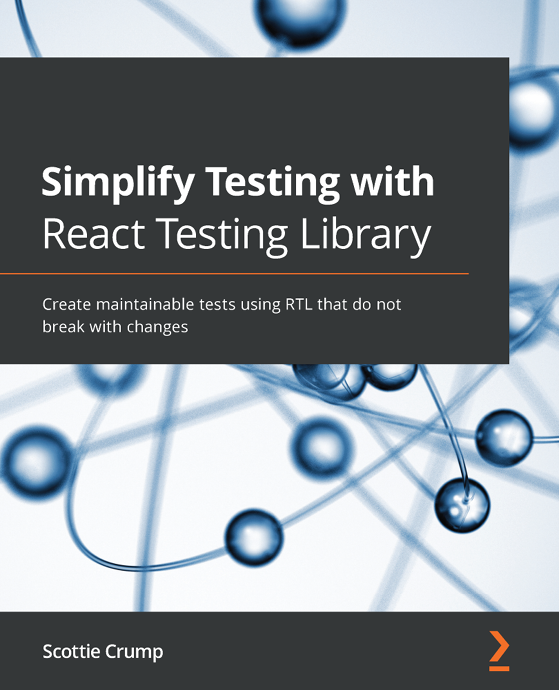 Simplify Testing with
React Testing Library
Create maintainable tests using RTL that do not
break with changes
Scottie Crump